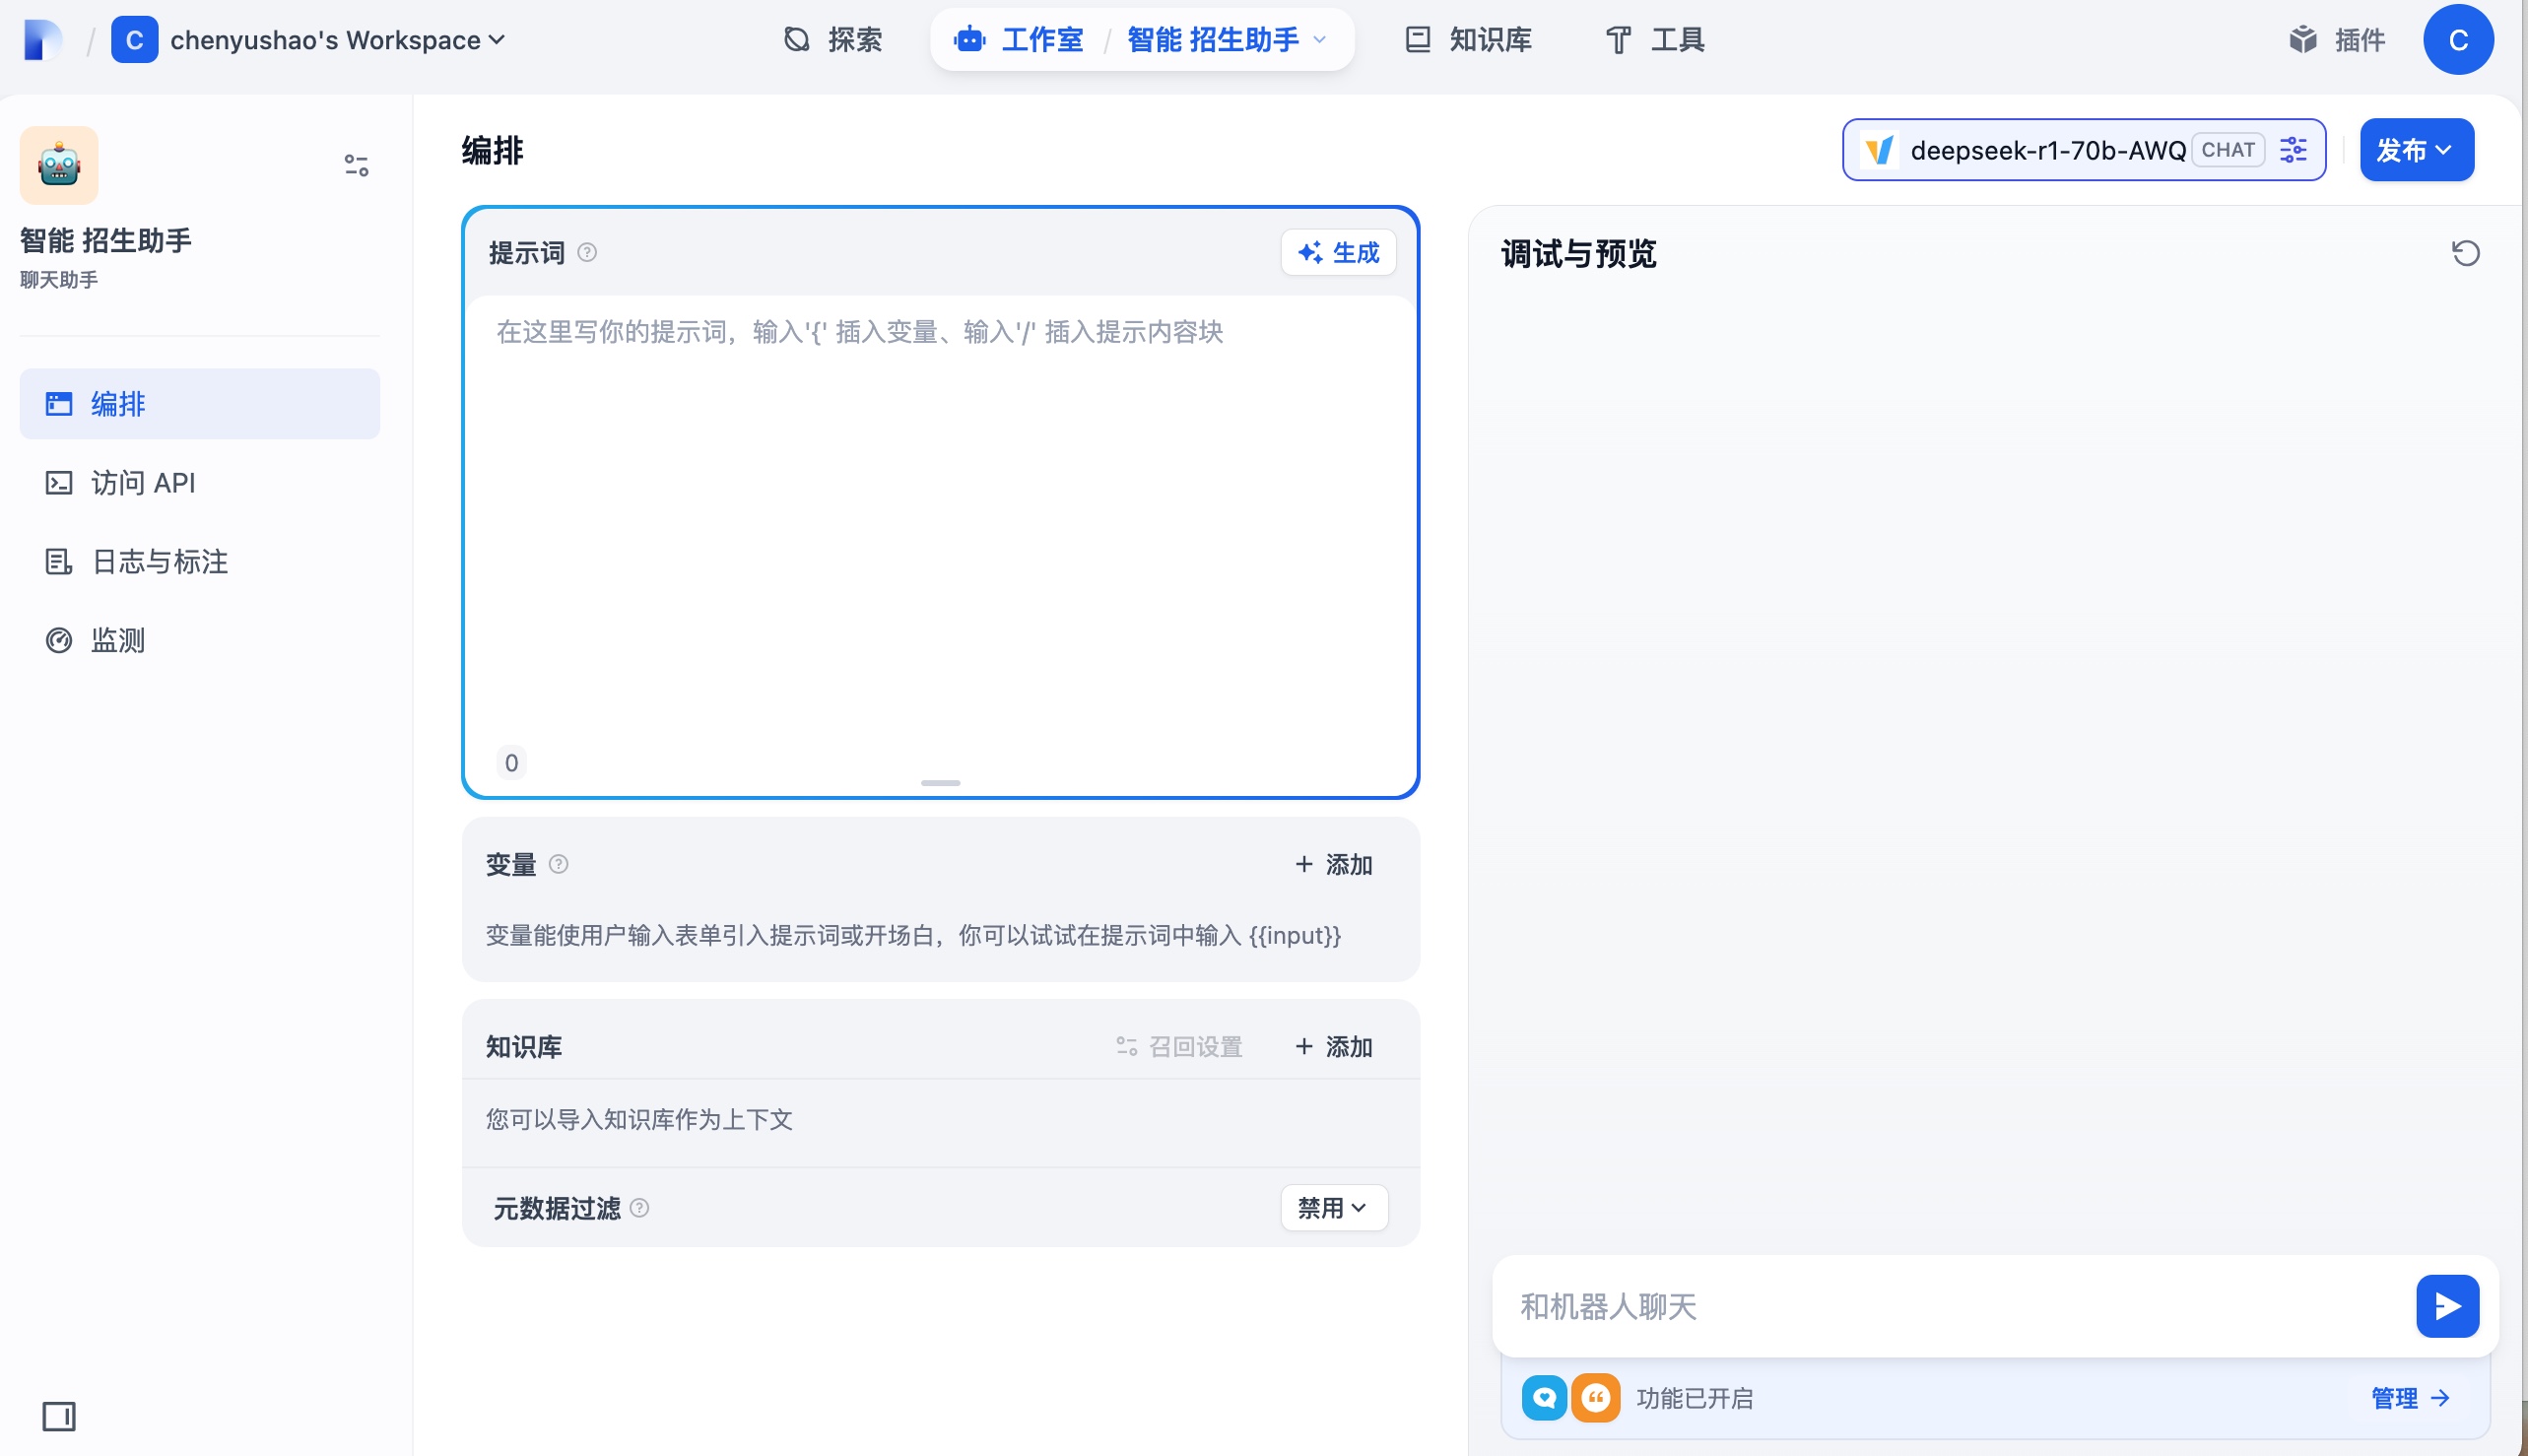 / C chenyushao's Workspace
探索
工作室 / 智能 招生助手
知识库
工具
插件
C
智能 招生助手
聊天助手
编排
访问 API
日志与标注
监测
编排
deepseek-r1-70b-AWQ CHAT
发布
提示词
生成
在这里写你的提示词，输入'{' 插入变量、输入'/' 插入提示内容块
0
变量
+ 添加
变量能使用户输入表单引入提示词或开场白，你可以试试在提示词中输入 {{input}}
知识库
召回设置
+ 添加
您可以导入知识库作为上下文
元数据过滤
禁用
调试与预览
和机器人聊天
功能已开启
管理 →